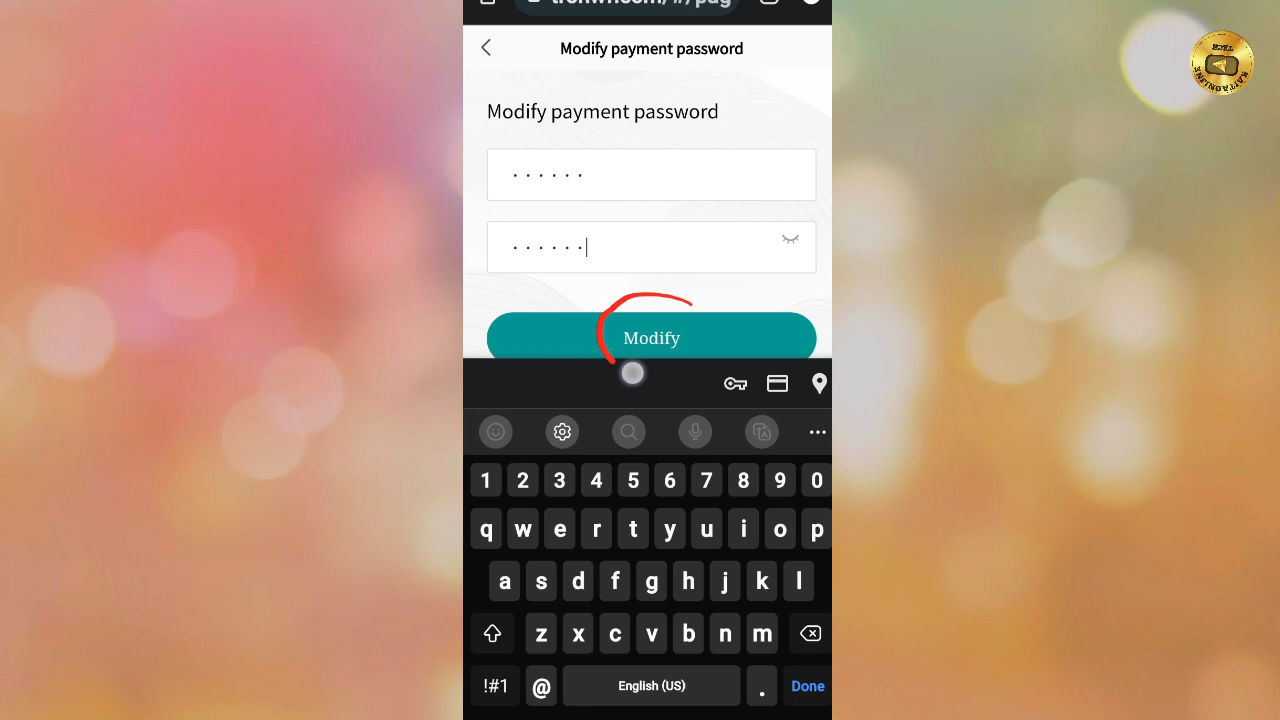 Modify payment password
Modify payment password
······
······
Modify
1 2 3 4 5 6 7 8 9 0
q w e r t y u i o p
a s d f g h j k l
z x c v b n m
!#1 @ English (US) . Done